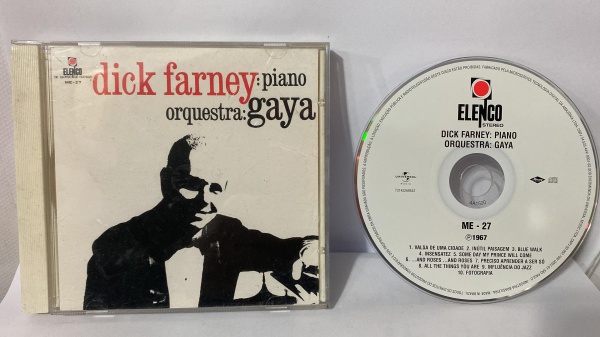 ELENCO
ME - 27
dick farney: piano
orquestra: gaya
ELENCO
STEREO
DICK FARNEY: PIANO
ORQUESTRA: GAYA
UNIVERSAL
ME - 27
℗1967
1. VALSA DE UMA CIDADE 2. INÚTIL PAISAGEM 3. BLUE WALK
4. INSENSATEZ 5. SOME DAY MY PRINCE WILL COME
6. ...AND ROSES ...AND ROSES 7. PRECISO APRENDER A SER SÓ
8. ALL THE THINGS YOU ARE 9. INFLUÊNCIA DO JAZZ
10. FOTOGRAFIA